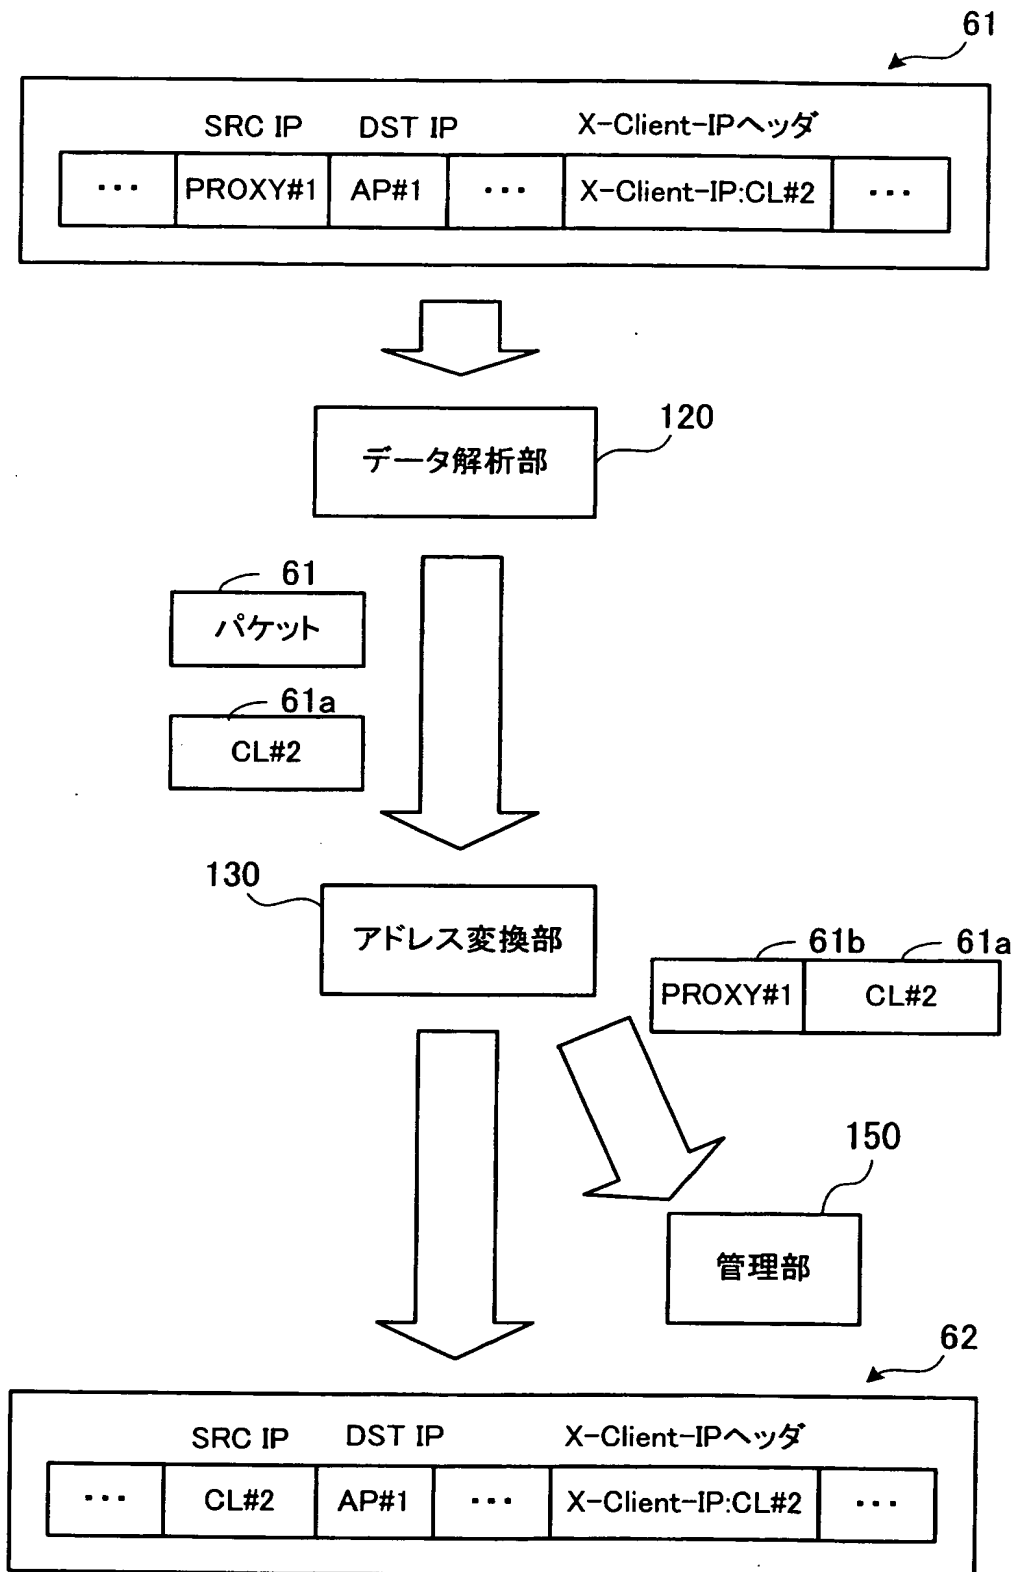 61
SRC IP DST IP X-Client-IPヘッダ
･･･ PROXY#1 AP#1 ･･･ X-Client-IP:CL#2 ･･･
120
データ解析部
61
パケット
61a
CL#2
130
アドレス変換部
61b 61a
PROXY#1 CL#2
150
管理部
62
SRC IP DST IP X-Client-IPヘッダ
･･･ CL#2 AP#1 ･･･ X-Client-IP:CL#2 ･･･